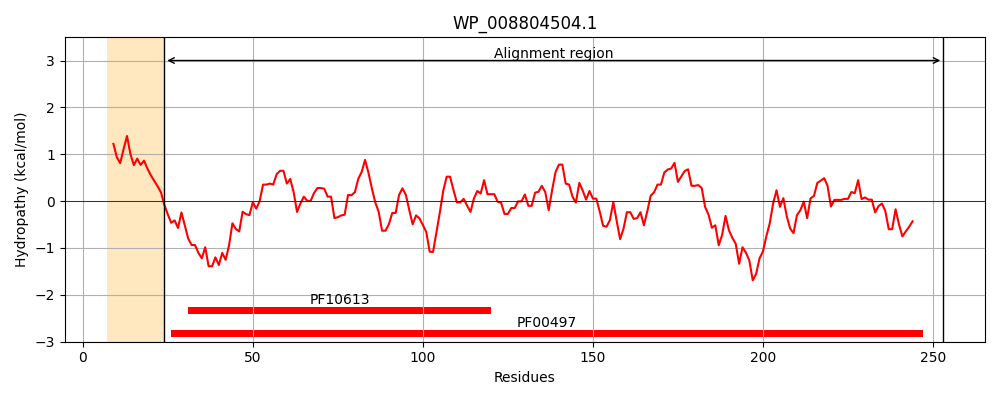 WP_008804504.1
Alignment region
Hydropathy (kcal/mol)
3
2
1
0
−1
−2
−3
PF10613
PF00497
0
50
100
150
200
250
Residues